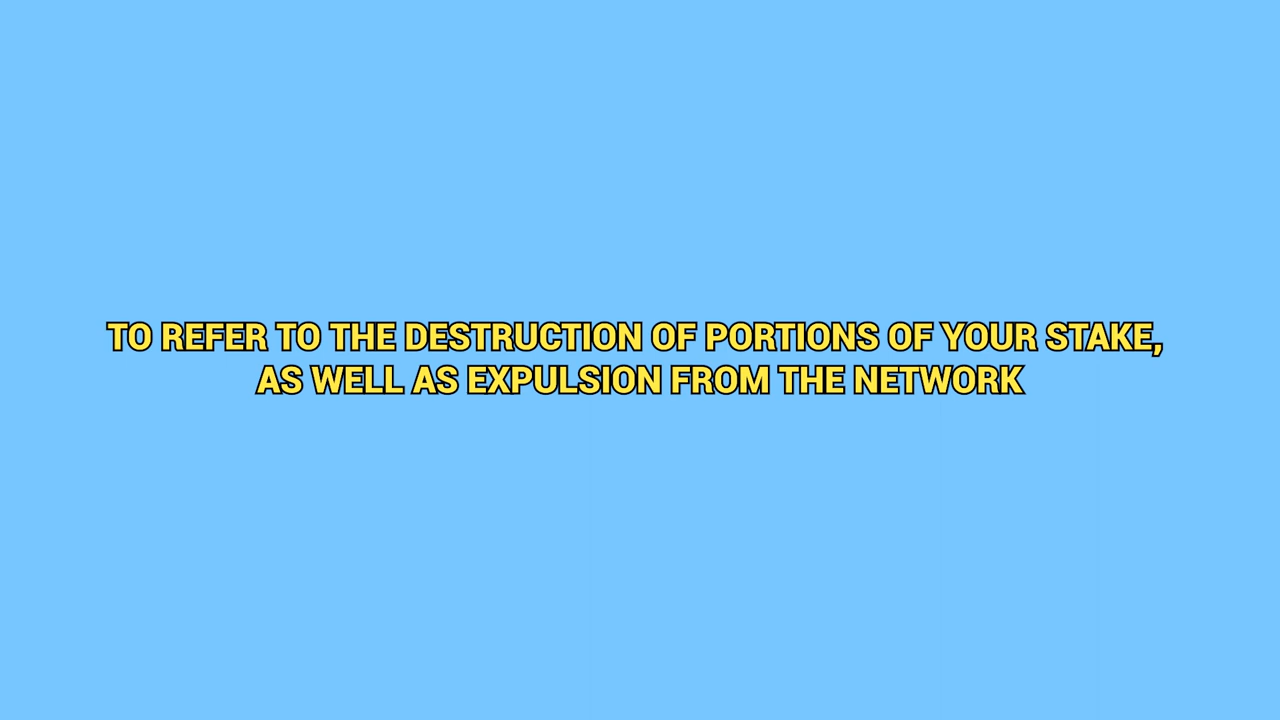 TO REFER TO THE DESTRUCTION OF PORTIONS OF YOUR STAKE,
AS WELL AS EXPULSION FROM THE NETWORK